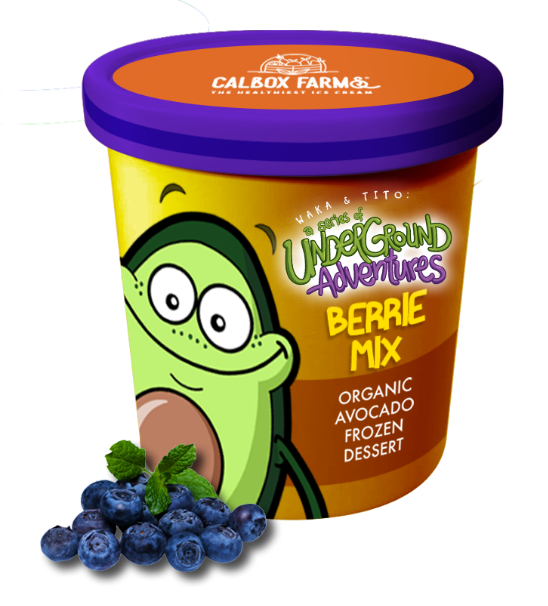 CALBOX FARMS
THE HEALTHIEST ICE CREAM
WAKA & TITO:
a series of
UNDERGROUND
Adventures
BERRIE
MIX
ORGANIC
AVOCADO
FROZEN
DESSERT